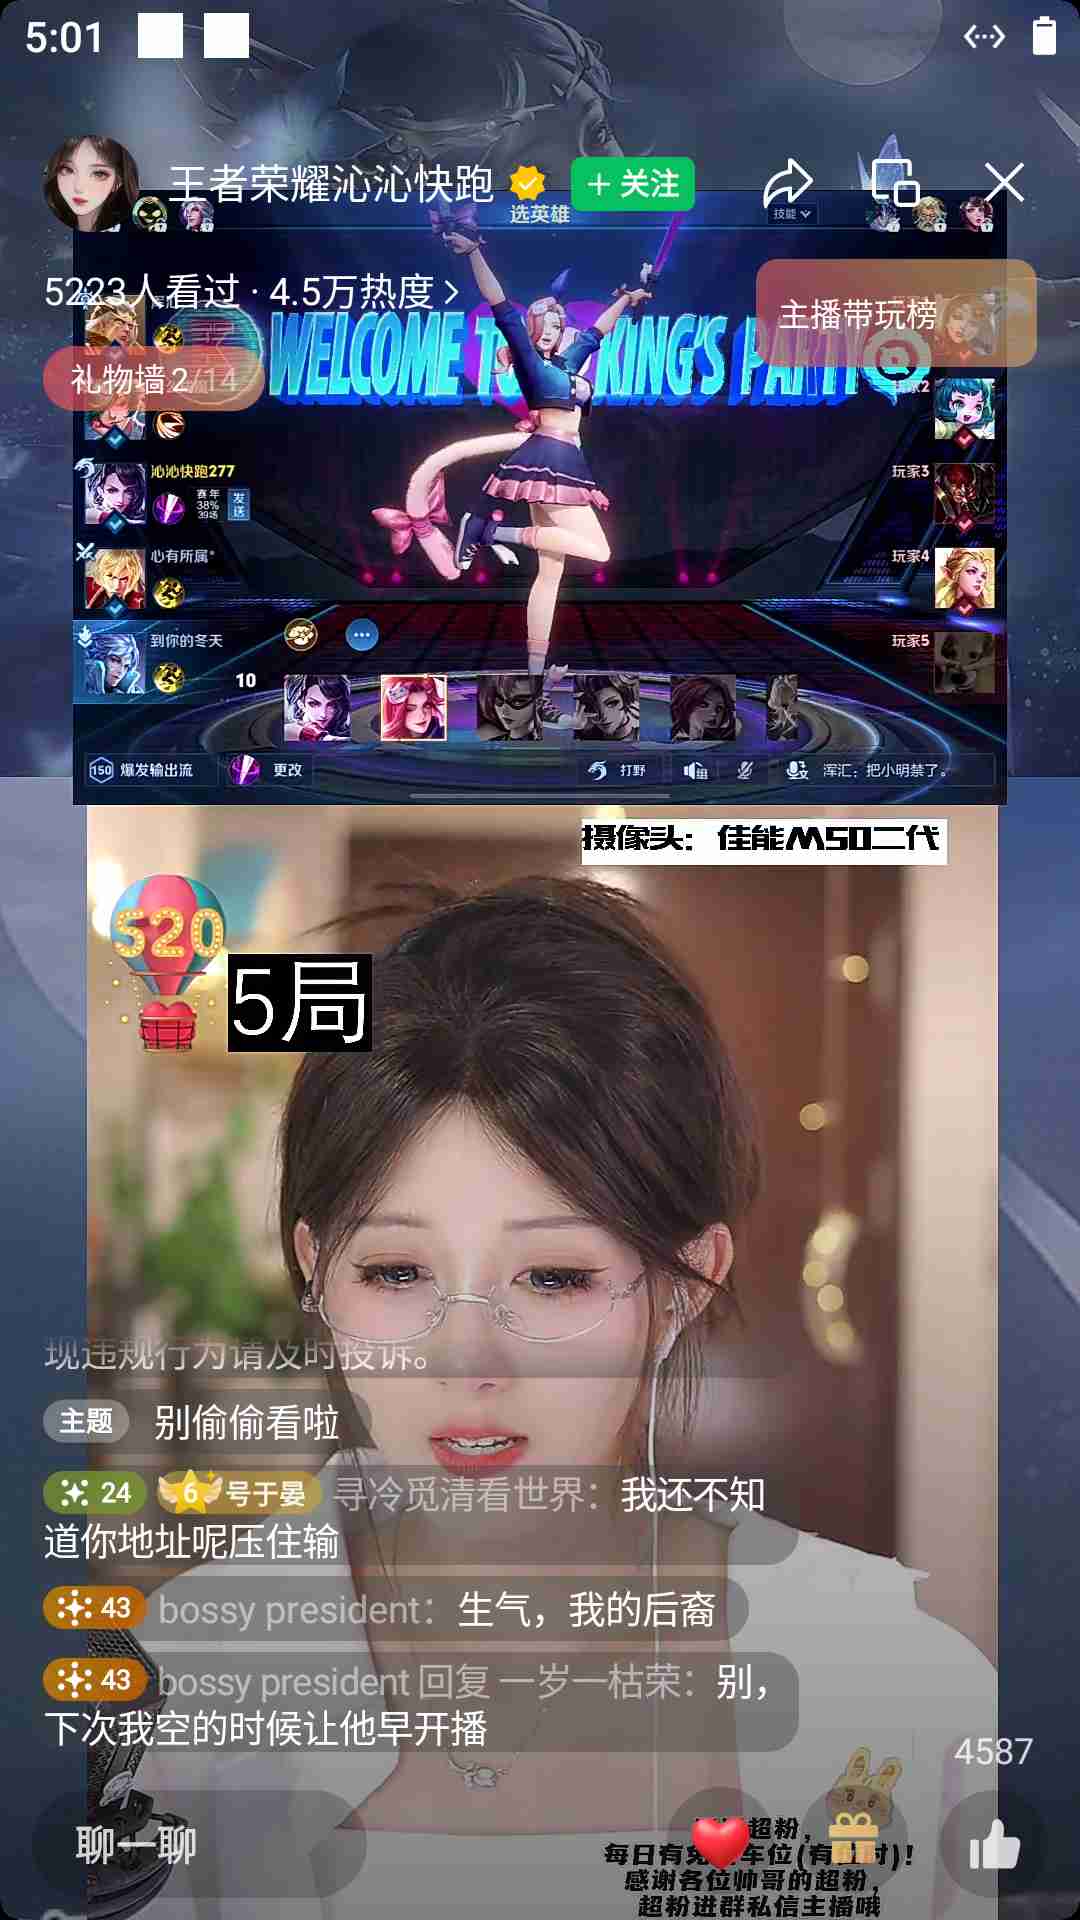 5:01
王者荣耀沁沁快跑
+ 关注
选英雄
技能
5223人看过 · 4.5万热度
主播带玩榜
礼物墙2/14
WELCOME TO KING'S PARTY
玩家2
沁沁快跑277
赛年
38%
39场
发送
玩家3
心有所属*
玩家4
到你的冬天
玩家5
10
150 爆发输出流
更改
打野
组
浑汇：把小明禁了。
摄像头：佳能M50二代
520
5局
现违规行为请及时投诉。
主题 别偷偷看啦
24 6 号于晏 寻冷觅清看世界：我还不知
道你地址呢压住输
43 bossy president：生气，我的后裔
43 bossy president 回复 一岁一枯荣：别，
下次我空的时候让他早开播
4587
聊一聊
超粉，
每日有
车位(有
时)！
感谢各位帅哥的超粉，
超粉进群私信主播哦